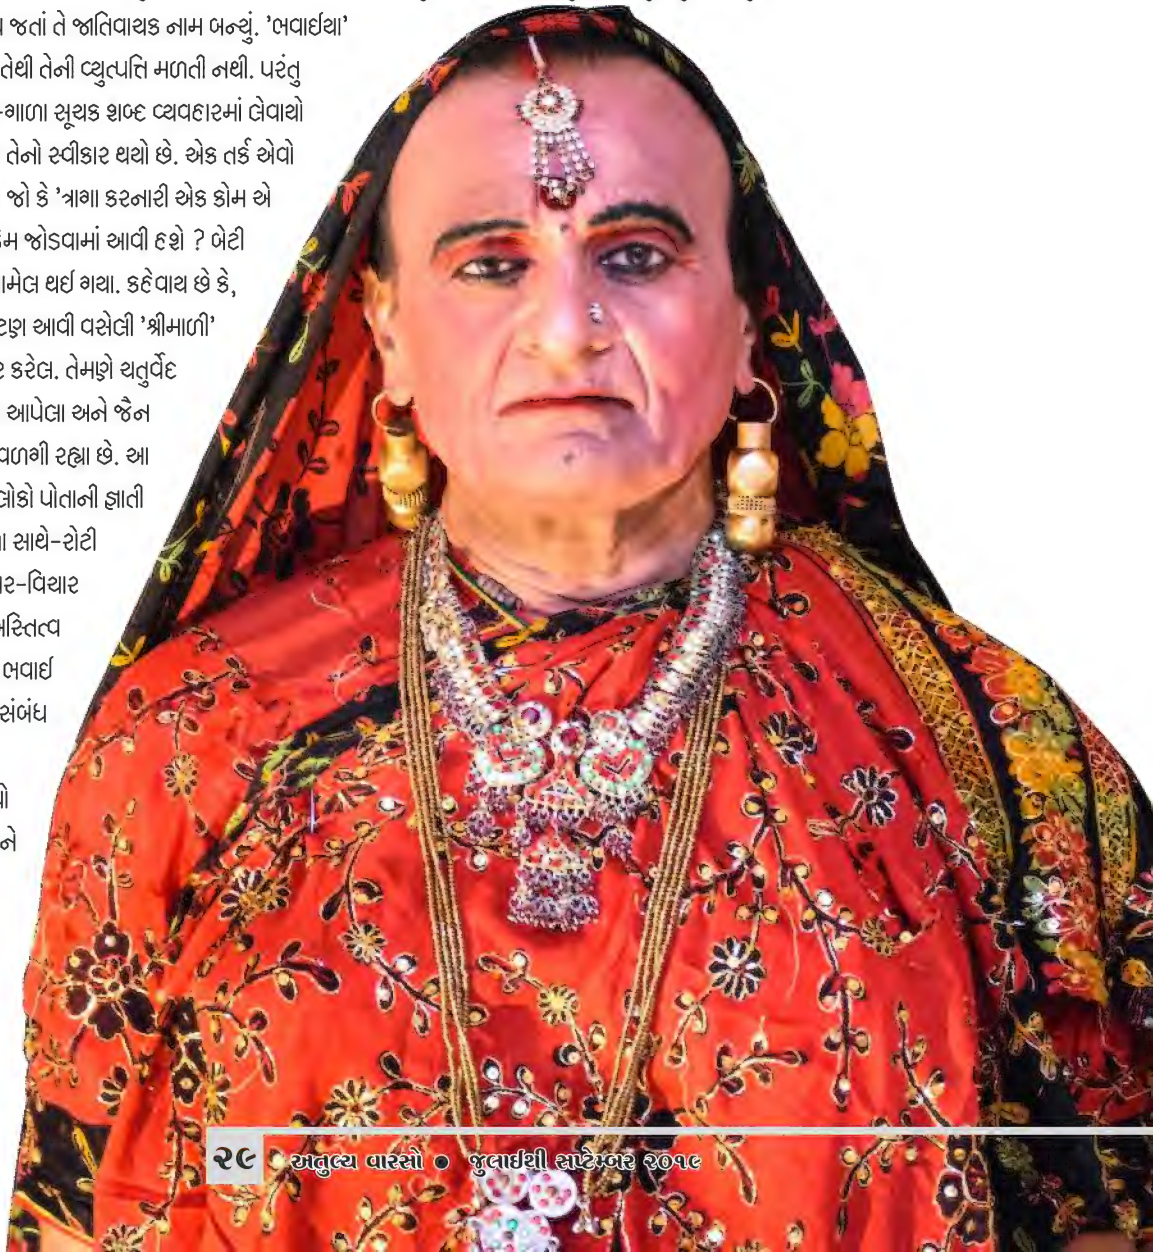 જતાં તે જાતિવાચક નામ બન્યું. 'ભવાઈયા'
તેથી તેની વ્યુત્પત્તિ મળતી નથી. પરંતુ
-ગાળા સૂચક શબ્દ વ્યવહારમાં લેવાયો
તેનો સ્વીકાર થયો છે. એક તર્ક એવો
જો કે 'ત્રાગા કરનારી એક કોમ એ
જોડવામાં આવી હશે ? બેટી
થઈ ગયા. કહેવાય છે કે,
આવી વસેલી 'શ્રીમાળી'
કરેલ. તેમણે ચતુર્વેદ
આપેલા અને જૈન
વળગી રહ્યા છે. આ
લોકો પોતાની જ્ઞાતી
સાથે-રોટી
-વિચાર
ભવાઈ
સંબંધ
ને
૨૯ અતુલ્ય વારસો ● જુલાઈથી સપ્ટેમ્બર ૨૦૧૯